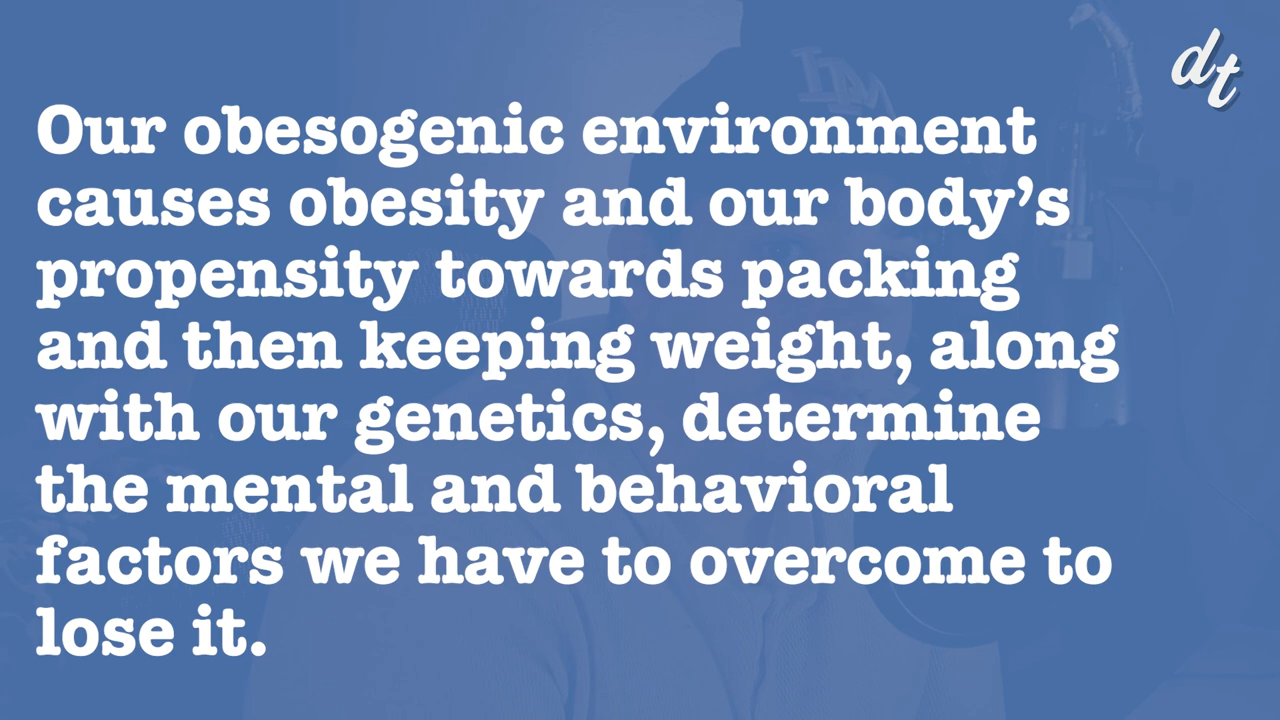 dt
Our obesogenic environment
causes obesity and our body’s
propensity towards packing
and then keeping weight, along
with our genetics, determine
the mental and behavioral
factors we have to overcome to
lose it.